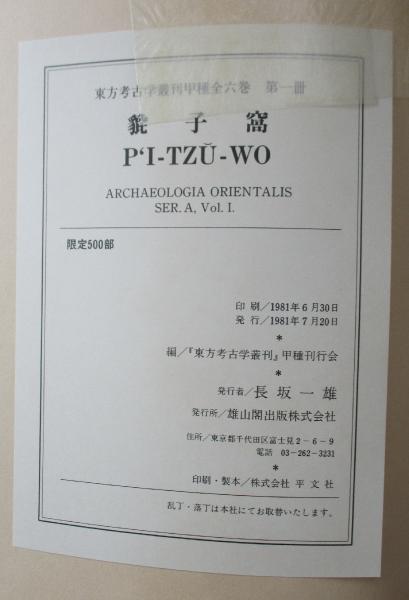 東方考古学叢刊甲種全六巻 第一冊
貔子窩
P‘I-TZŬ-WO
ARCHAEOLOGIA ORIENTALIS
SER. A, Vol. I.
限定500部
印 刷/1981年6月30日
発 行/1981年7月20日
*
編/『東方考古学叢刊』甲種刊行会
*
発行者/長 坂 一 雄
発行所/雄山閣出版株式会社
住所/東京都千代田区富士見2-6-9
電話 03-262-3231
*
印刷・製本/株式会社 平文社
乱丁・落丁は本社にてお取替いたします。